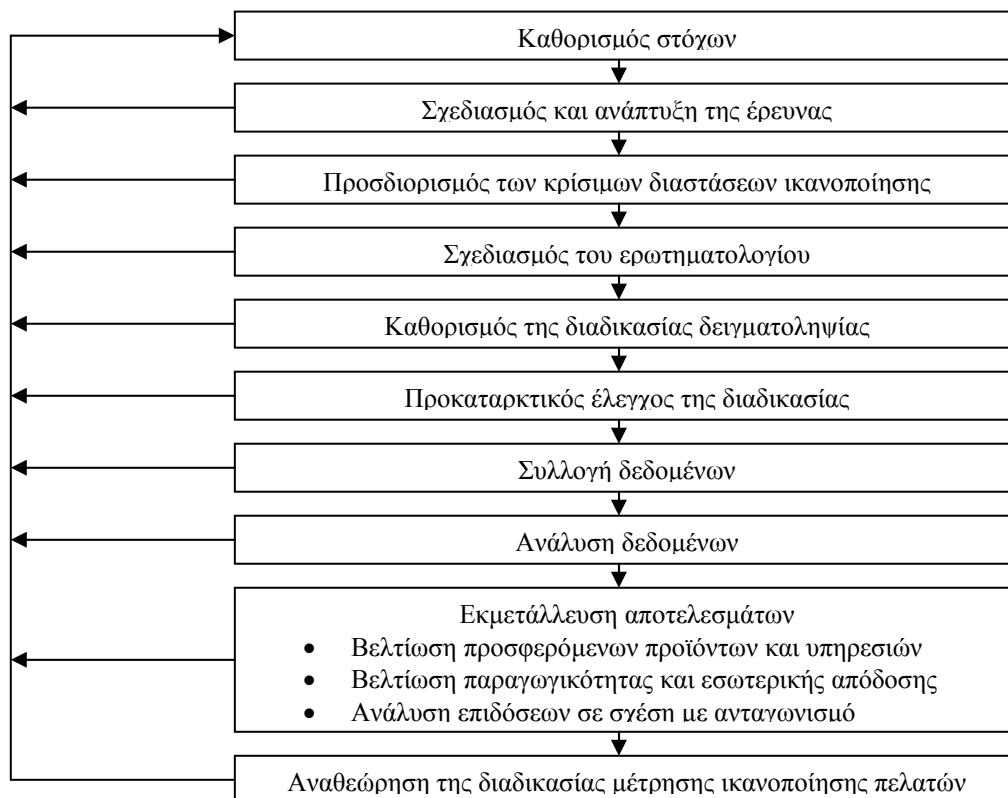 Καθορισμός στόχων
Σχεδιασμός και ανάπτυξη της έρευνας
Προσδιορισμός των κρίσιμων διαστάσεων ικανοποίησης
Σχεδιασμός του ερωτηματολογίου
Καθορισμός της διαδικασίας δειγματοληψίας
Προκαταρκτικός έλεγχος της διαδικασίας
Συλλογή δεδομένων
Ανάλυση δεδομένων
Εκμετάλλευση αποτελεσμάτων
• Βελτίωση προσφερόμενων προϊόντων και υπηρεσιών
• Βελτίωση παραγωγικότητας και εσωτερικής απόδοσης
• Ανάλυση επιδόσεων σε σχέση με ανταγωνισμό
Αναθεώρηση της διαδικασίας μέτρησης ικανοποίησης πελατών